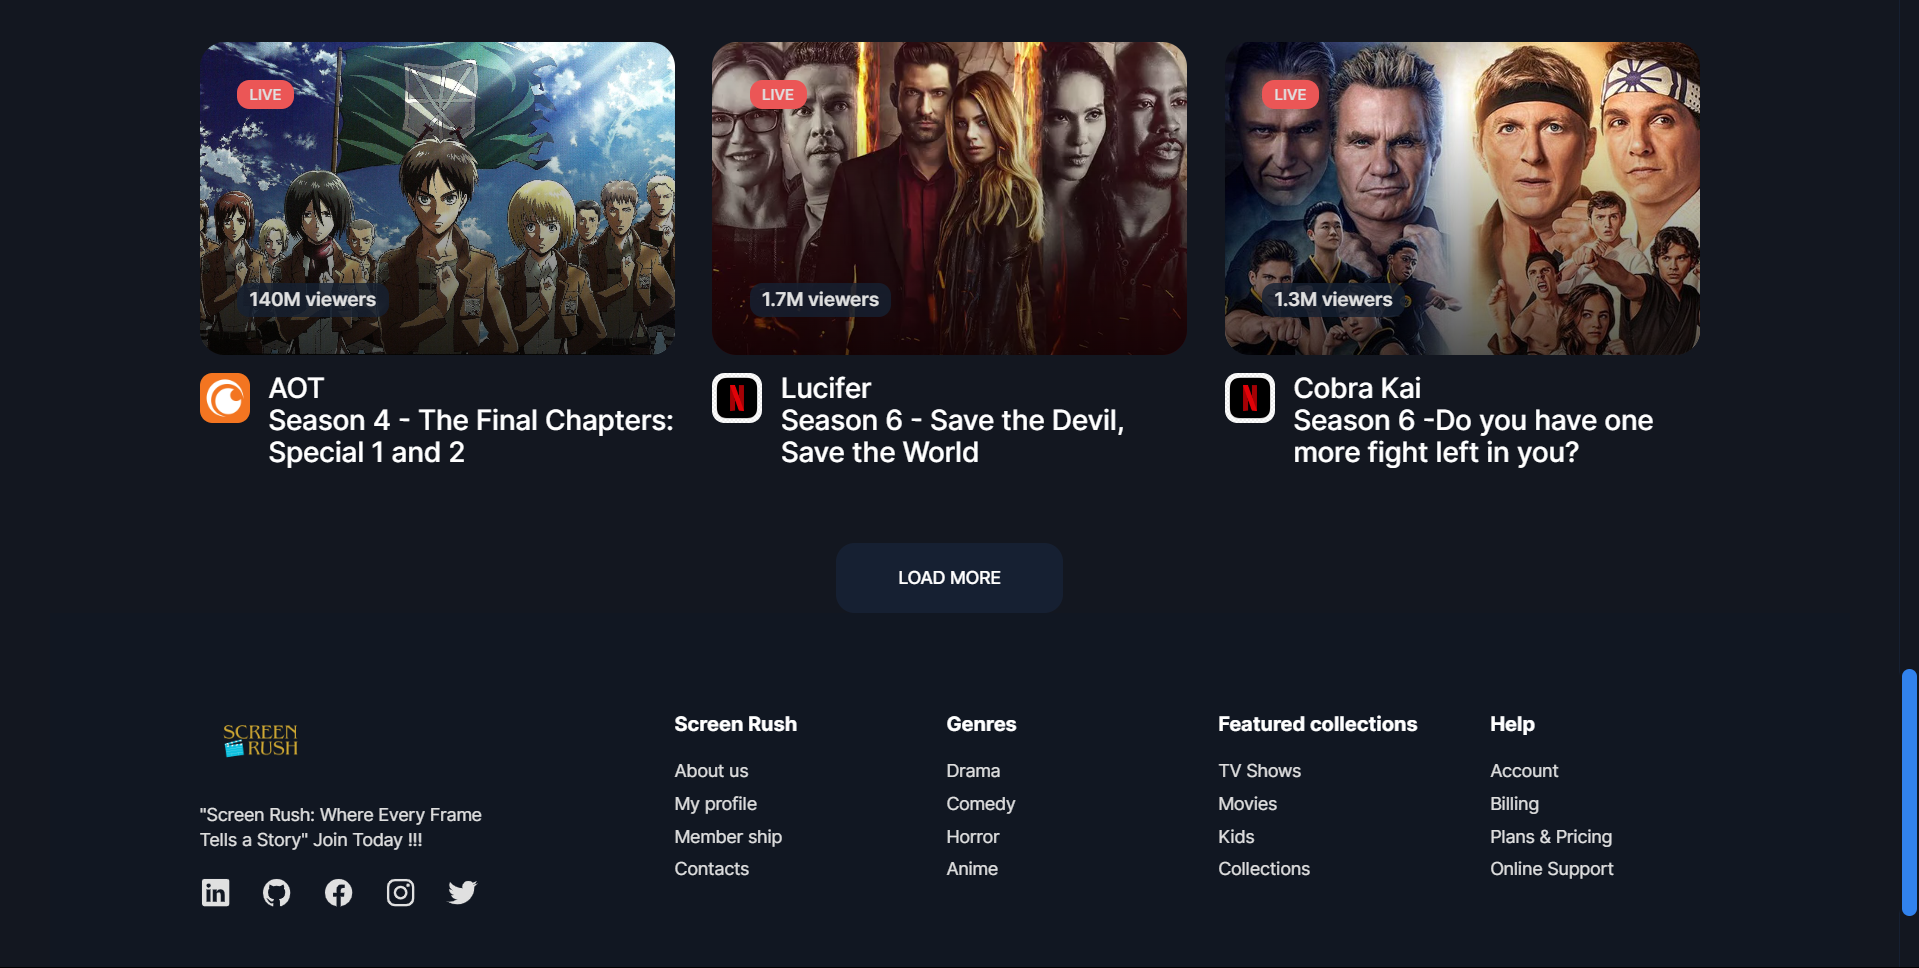 LIVE
LIVE
LIVE
140M viewers
1.7M viewers
1.3M viewers
AOT
Season 4 - The Final Chapters:
Special 1 and 2
N
Lucifer
Season 6 - Save the Devil,
Save the World
N
Cobra Kai
Season 6 -Do you have one
more fight left in you?
LOAD MORE
SCREEN
RUSH
"Screen Rush: Where Every Frame
Tells a Story" Join Today !!!
in
Screen Rush
About us
My profile
Member ship
Contacts
Genres
Drama
Comedy
Horror
Anime
Featured collections
TV Shows
Movies
Kids
Collections
Help
Account
Billing
Plans & Pricing
Online Support